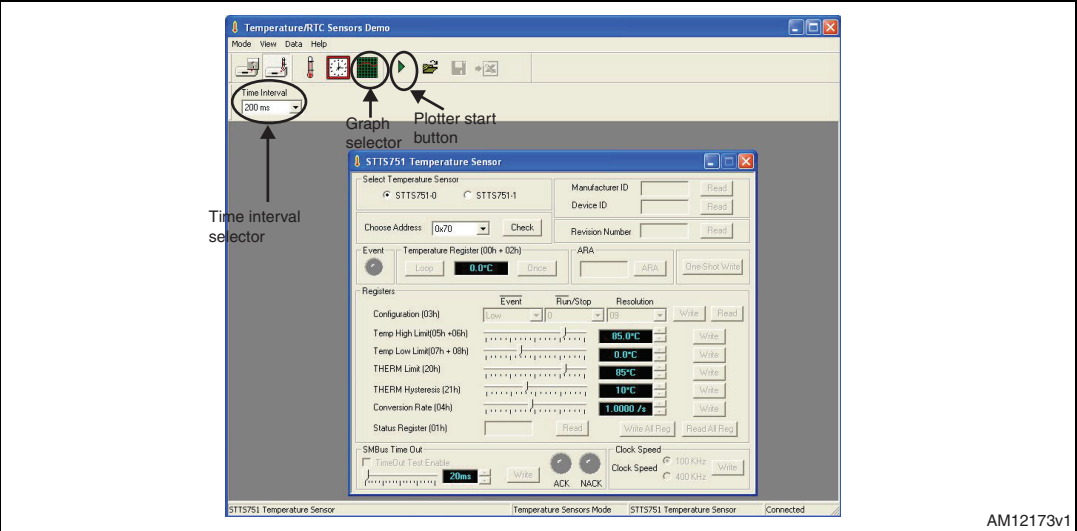 Temperature/RTC Sensors Demo
Mode View Data Help
Time Interval
200 ms
Graph selector
Plotter start button
Time interval selector
STTS751 Temperature Sensor
Select Temperature Sensor
STTS751-0 STTS751-1
Manufacturer ID Read
Device ID Read
Choose Address 0x70 Check
Revision Number Read
Event
Temperature Register (00h + 02h)
Loop 0.0°C Once
ARA
ARA
One-Shot Write
Registers
Event Run/Stop Resolution
Configuration (03h) Low 0 09 Write Read
Temp High Limit(05h +06h) 85.0°C Write
Temp Low Limit(07h + 08h) 0.0°C Write
THERM Limit (20h) 85°C Write
THERM Hysteresis (21h) 10°C Write
Conversion Rate (04h) 1.0000 /s Write
Status Register (01h) Read Write All Reg Read All Reg
SMBus Time Out
TimeOut Test Enable
20ms Write
ACK NACK
Clock Speed
Clock Speed 100 KHz 400 KHz Write
STTS751 Temperature Sensor Temperature Sensors Mode STTS751 Temperature Sensor Connected
AM12173v1